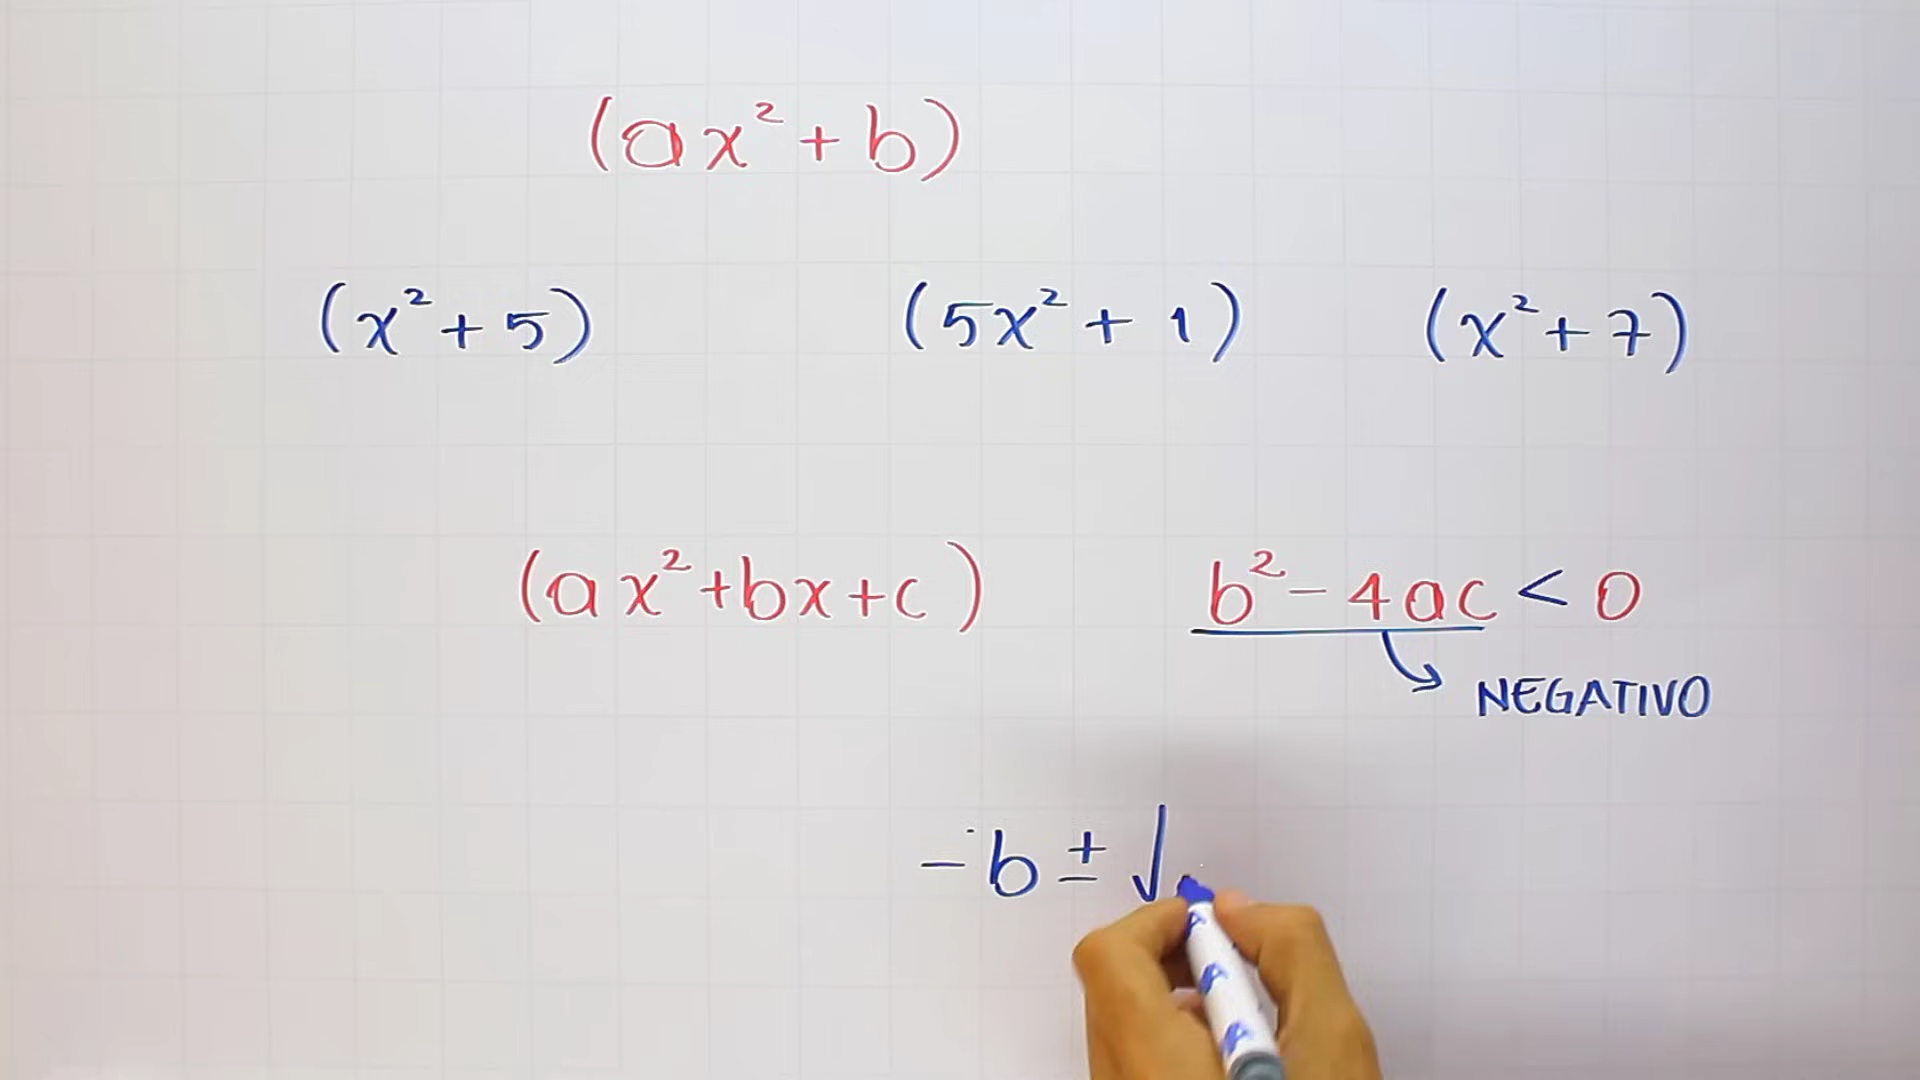 (ax² + b)
(x² + 5) (5x² + 1) (x² + 7)
(ax² + bx + c) b² - 4ac < 0
NEGATIVO
- b ± √
A
A
A